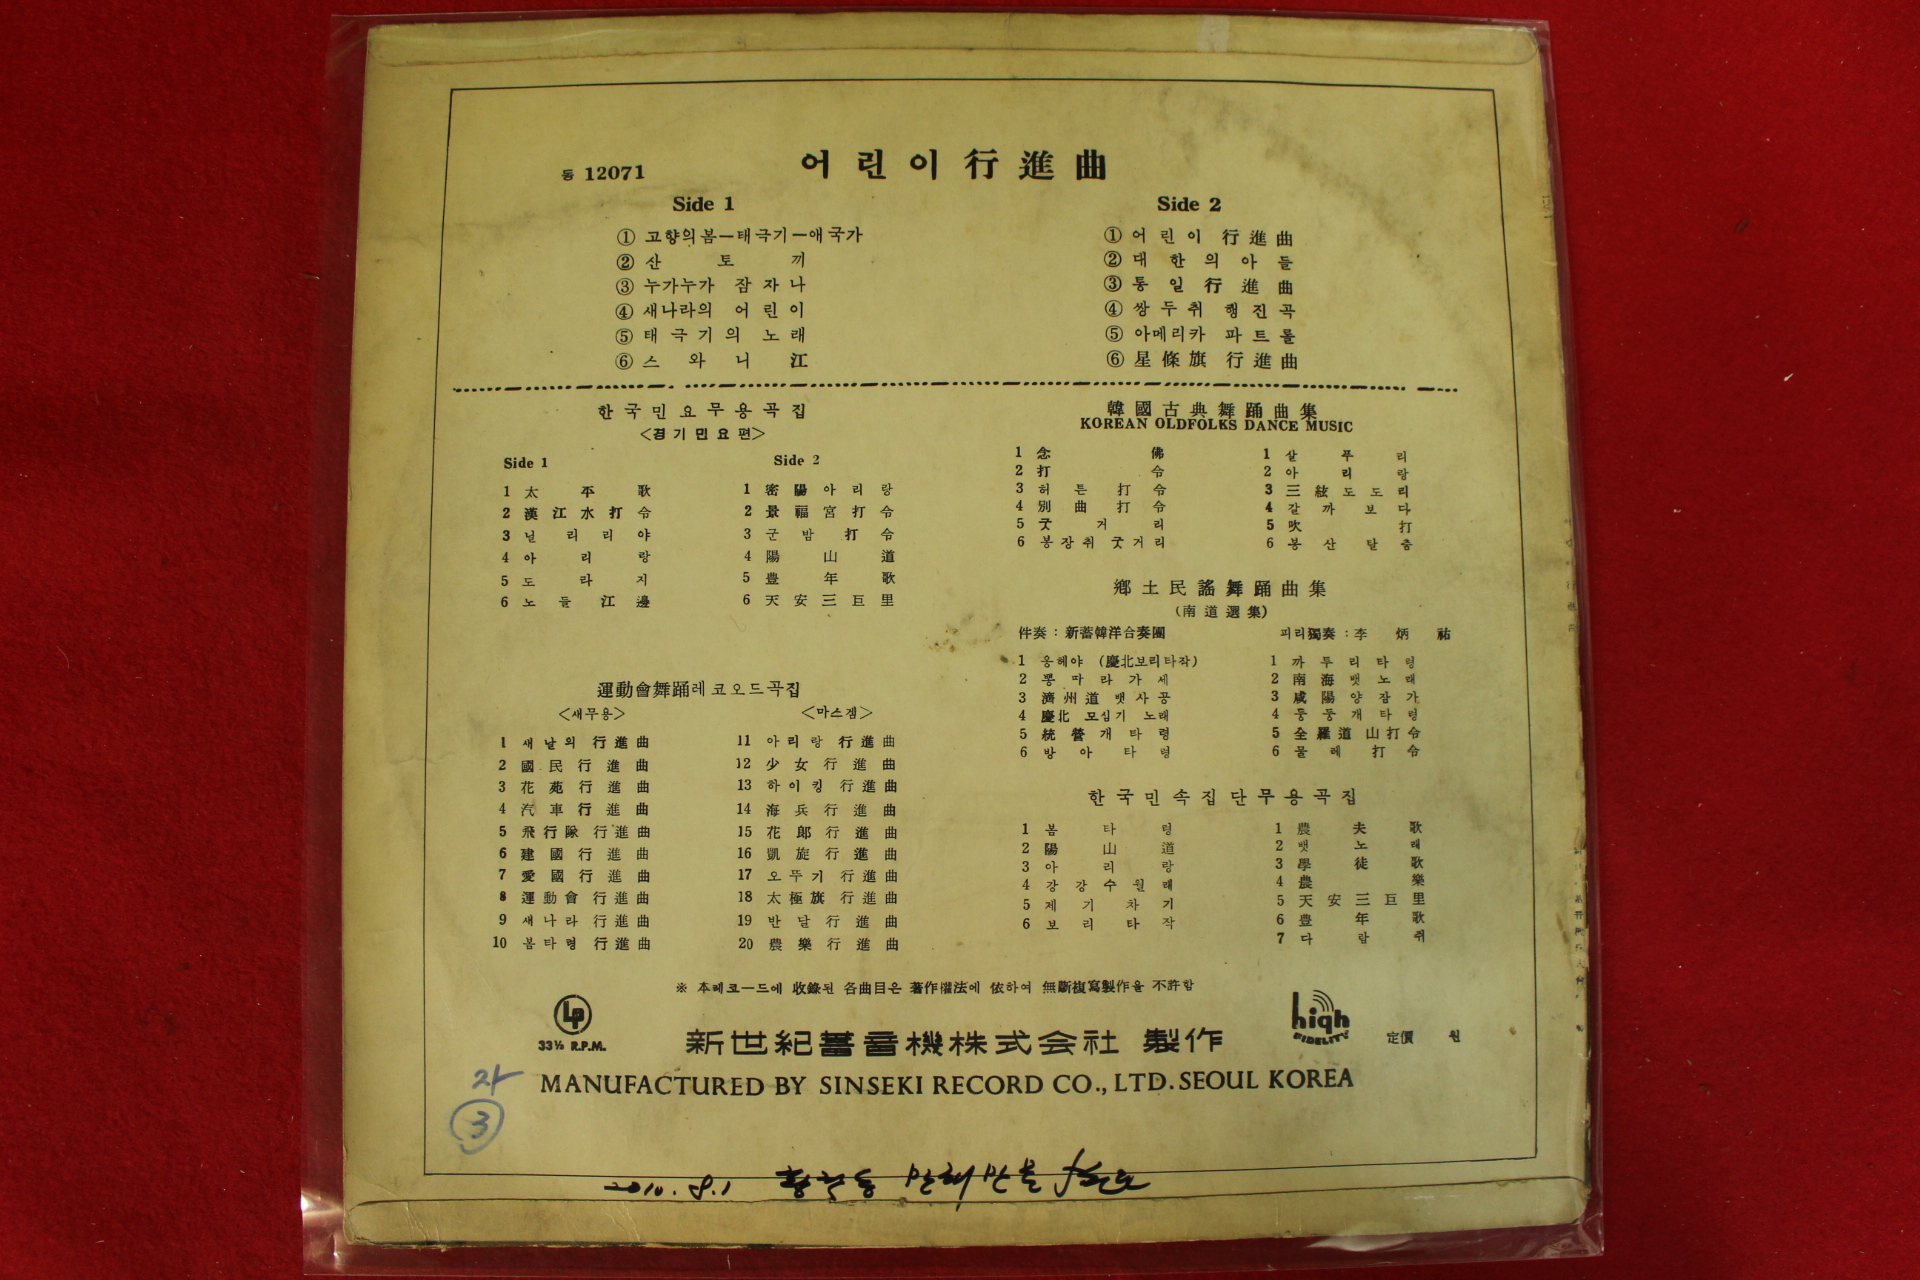 동 12071
어린이 行進曲
Side 1
① 고향의봄—태극기—애국가
② 산토끼
③ 누가누가 잠자나
④ 새나라의 어린이
⑤ 태극기의 노래
⑥ 스와니江
Side 2
① 어린이 行進曲
② 대한의 아들
③ 통일行進曲
④ 쌍두취 행진곡
⑤ 아메리카 파트롤
⑥ 星條旗 行進曲
한국민요무용곡집
<경기민요편>
Side 1
1 太平歌
2 漢江水打令
3 닐리리야
4 아리랑
5 도라지
6 노들江邊
Side 2
1 密陽아리랑
2 景福宮打令
3 군밤打令
4 陽山道
5 豊年歌
6 天安三巨里
韓國古典舞踊曲集
KOREAN OLDFOLKS DANCE MUSIC
1 念佛
2 打令
3 허튼打令
4 別曲打令
5 굿거리
6 봉장취굿거리
1 살푸리
2 아리랑
3 三絃도도리
4 갈까보다
5 吹打
6 봉산탈춤
鄕土民謠舞踊曲集
(南道選集)
伴奏 : 新蓄韓洋合奏團
피리獨奏 : 李炳祐
1 옹헤야 (慶北보리타작)
2 뽕따라가세
3 濟州道 뱃사공
4 慶北 모심기 노래
5 統營개타령
6 방아타령
1 까투리타령
2 南海뱃노래
3 咸陽양잠가
4 둥둥개타령
5 全羅道山打令
6 물레打令
運動會舞踊레코오드곡집
<새무용>
1 새날의 行進曲
2 國民行進曲
3 花苑行進曲
4 汽車行進曲
5 飛行隊行進曲
6 建國行進曲
7 愛國行進曲
8 運動會行進曲
9 새나라行進曲
10 봄타령行進曲
<마스껨>
11 아리랑行進曲
12 少女行進曲
13 하이킹行進曲
14 海兵行進曲
15 花郞行進曲
16 凱旋行進曲
17 오뚜기行進曲
18 太極旗行進曲
19 반달行進曲
20 農樂行進曲
한국민속집단무용곡집
1 봄타령
2 陽山道
3 아리랑
4 강강수월래
5 제기차기
6 보리타작
1 農夫歌
2 뱃노래
3 學徒歌
4 農樂
5 天安三巨里
6 豊年歌
7 다람쥐
※ 本레코—드에 收錄된 各曲目은 著作權法에 依하여 無斷複寫製作을 不許함
LP
33⅓ R.P.M.
新世紀蓄音機株式会社 製作
high
FIDELITY
定價 원
MANUFACTURED BY SINSEKI RECORD CO., LTD. SEOUL KOREA
3
2010. 8. 1